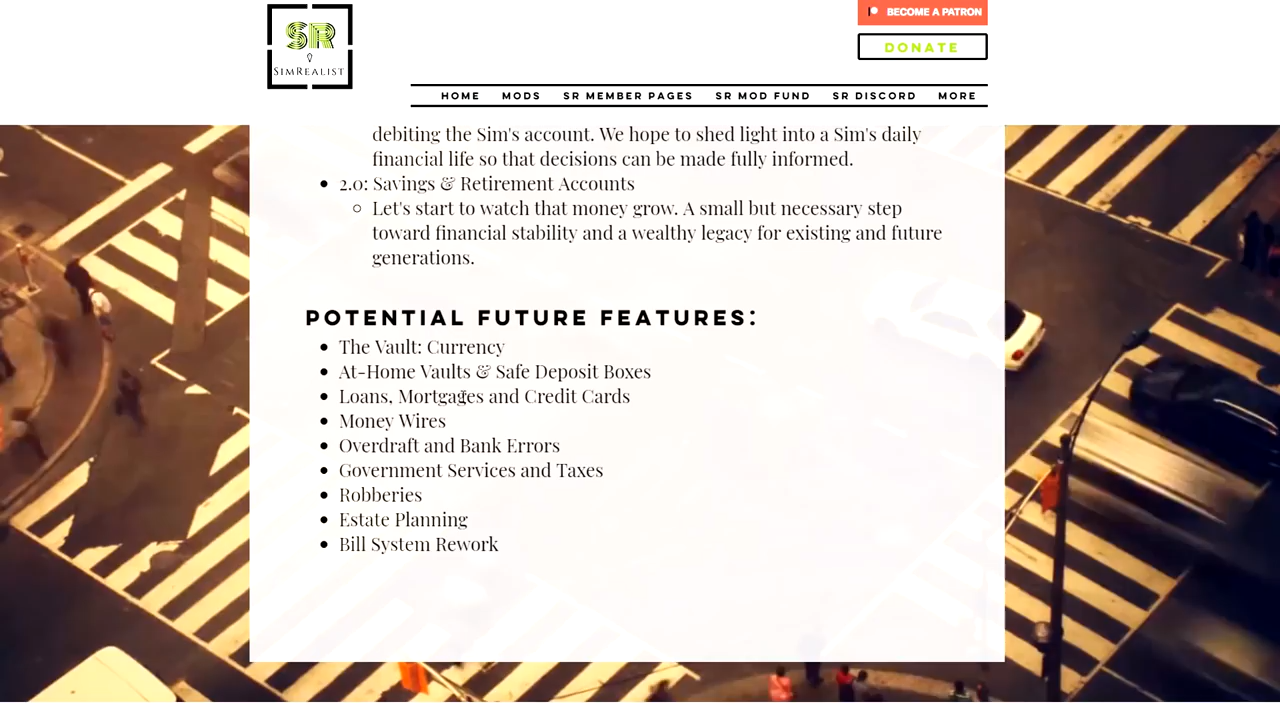 SR
SIMREALIST
BECOME A PATRON
DONATE
HOME MODS SR MEMBER PAGES SR MOD FUND SR DISCORD MORE
debiting the Sim's account. We hope to shed light into a Sim's daily
financial life so that decisions can be made fully informed.
2.0: Savings & Retirement Accounts
Let's start to watch that money grow. A small but necessary step
toward financial stability and a wealthy legacy for existing and future
generations.
POTENTIAL FUTURE FEATURES:
The Vault: Currency
At-Home Vaults & Safe Deposit Boxes
Loans, Mortgages and Credit Cards
Money Wires
Overdraft and Bank Errors
Government Services and Taxes
Robberies
Estate Planning
Bill System Rework